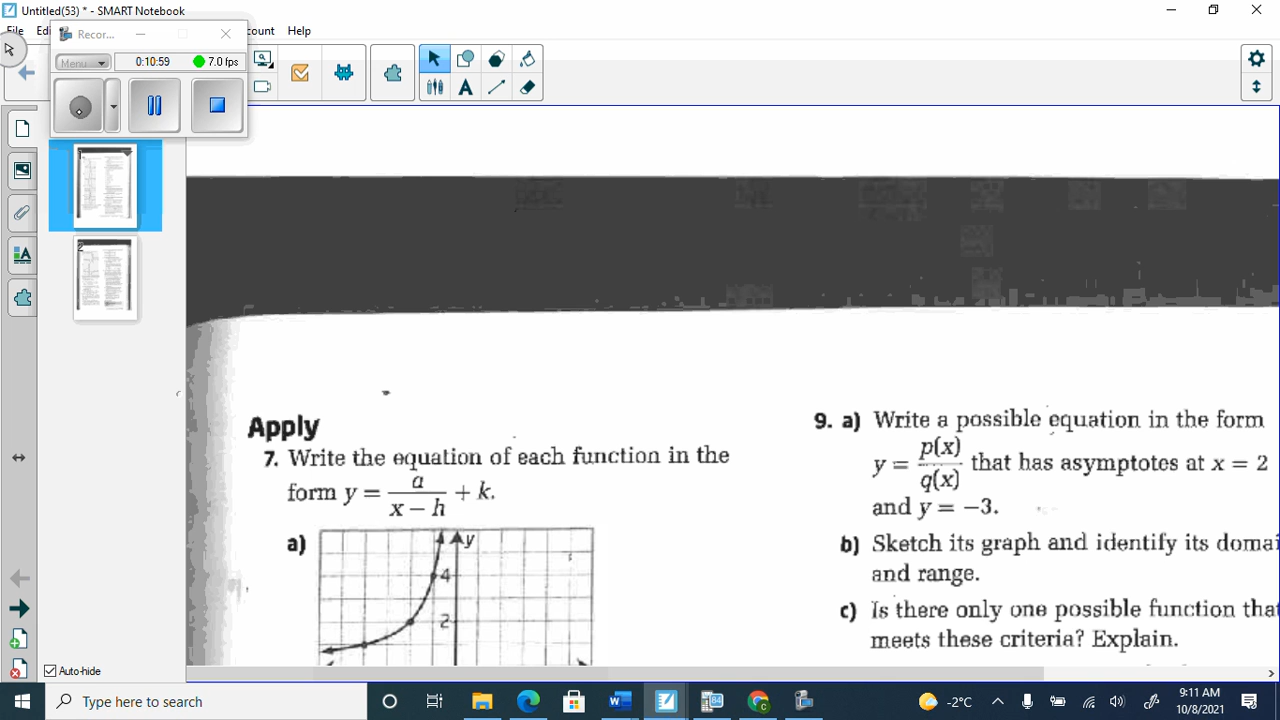 Untitled(53) * - SMART Notebook
File
Recor...
count Help
Menu
0:10:59
7.0 fps
A
A
1
2
Apply
7. Write the equation of each function in the
form y = a/(x – h) + k.
a)
y
4
2
9. a) Write a possible equation in the form
y = p(x)/q(x) that has asymptotes at x = 2
and y = –3.
b) Sketch its graph and identify its domai
and range.
c) Is there only one possible function tha
meets these criteria? Explain.
Auto-hide
Type here to search
-2°C
9:11 AM
10/8/2021